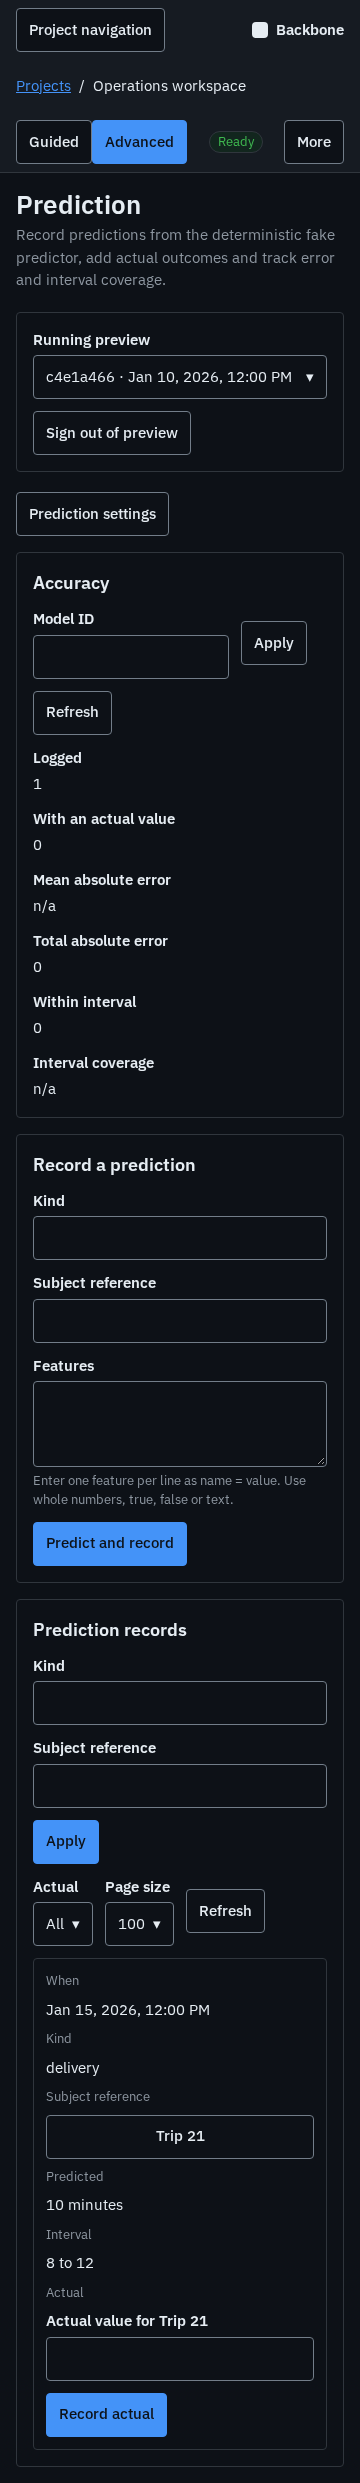 Project navigation
Backbone
Projects / Operations workspace
Guided
Advanced
Ready
More
Prediction
Record predictions from the deterministic fake
predictor, add actual outcomes and track error
and interval coverage.
Running preview
c4e1a466 · Jan 10, 2026, 12:00 PM ▾
Sign out of preview
Prediction settings
Accuracy
Model ID
Apply
Refresh
Logged
1
With an actual value
0
Mean absolute error
n/a
Total absolute error
0
Within interval
0
Interval coverage
n/a
Record a prediction
Kind
Subject reference
Features
Enter one feature per line as name = value. Use
whole numbers, true, false or text.
Predict and record
Prediction records
Kind
Subject reference
Apply
Actual
Page size
All ▾
100 ▾
Refresh
When
Jan 15, 2026, 12:00 PM
Kind
delivery
Subject reference
Trip 21
Predicted
10 minutes
Interval
8 to 12
Actual
Actual value for Trip 21
Record actual